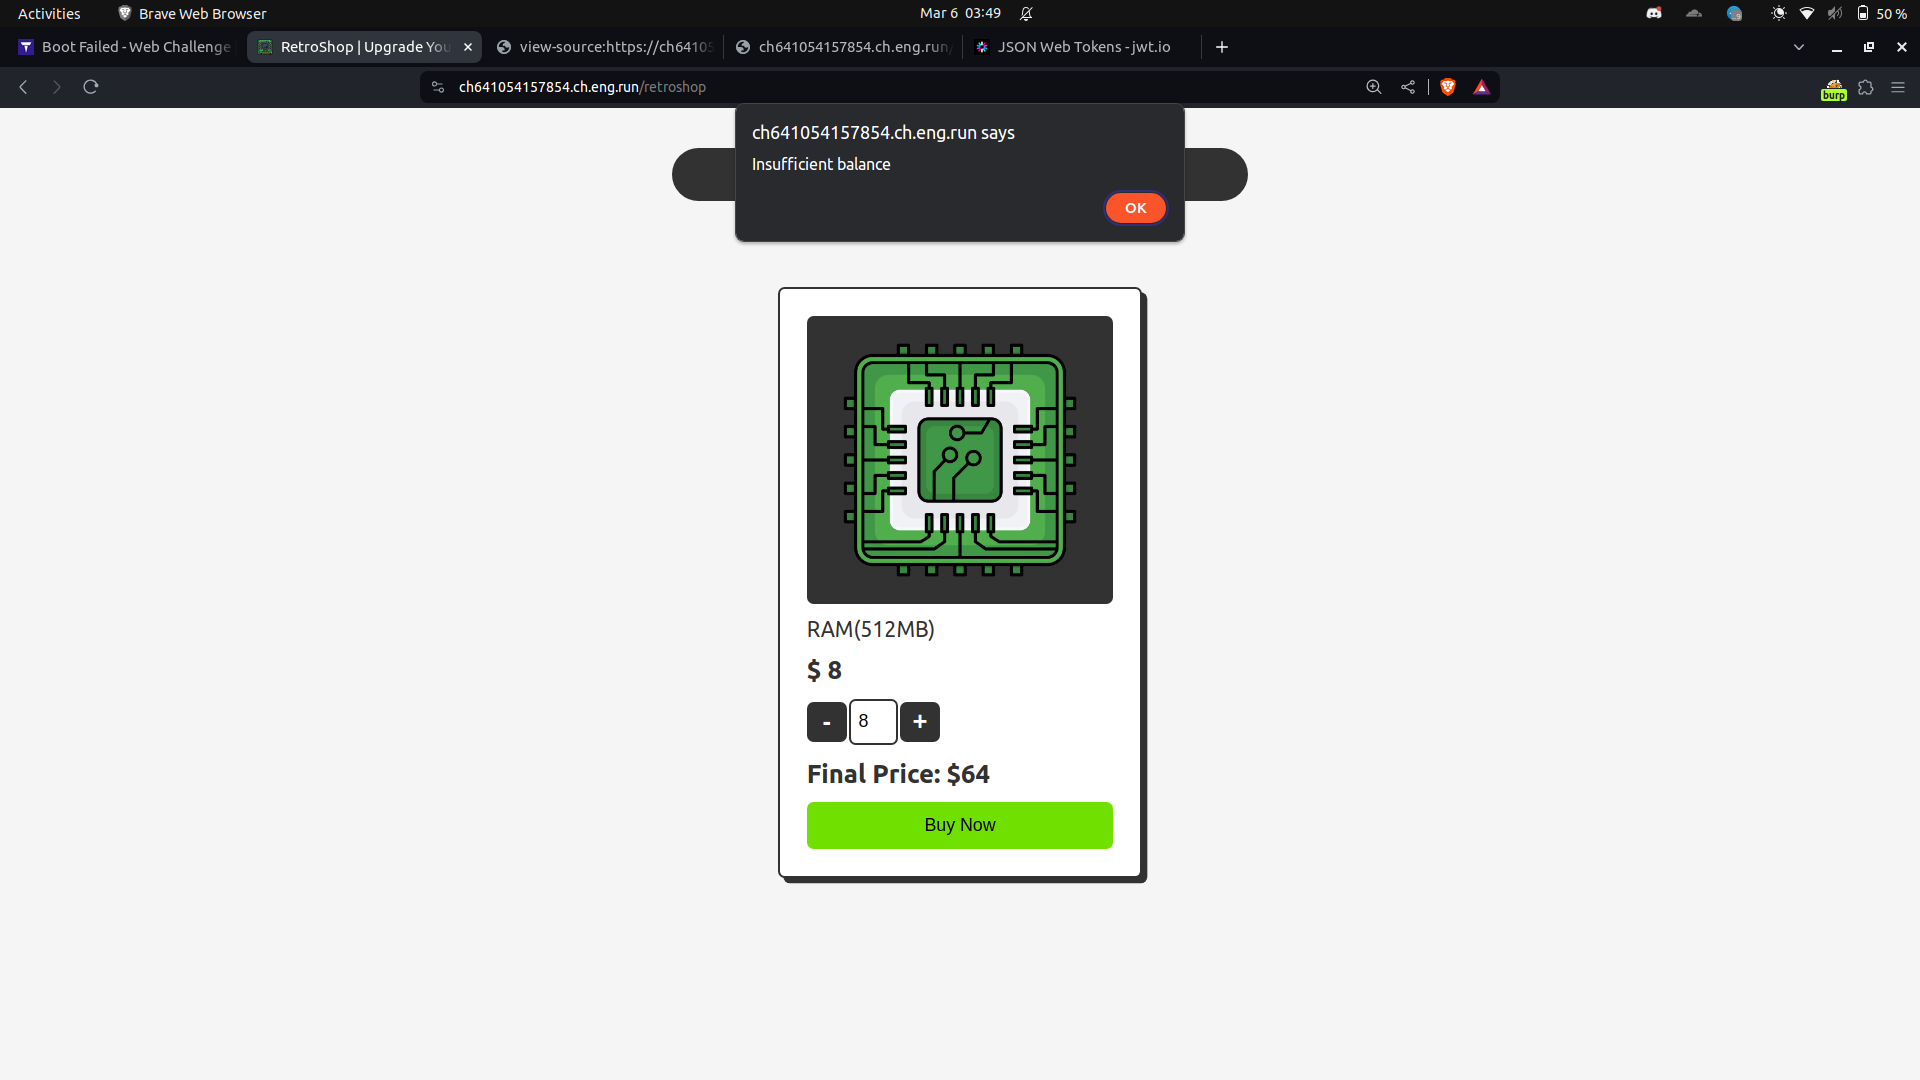 Activities
Brave Web Browser
Mar 6 03:49
50 %
Boot Failed - Web Challenge
RetroShop | Upgrade You
view-source:https://ch64105
ch641054157854.ch.eng.run/
JSON Web Tokens - jwt.io
ch641054157854.ch.eng.run/retroshop
burp
ch641054157854.ch.eng.run says
Insufficient balance
OK
RAM(512MB)
$ 8
- 8 +
Final Price: $64
Buy Now